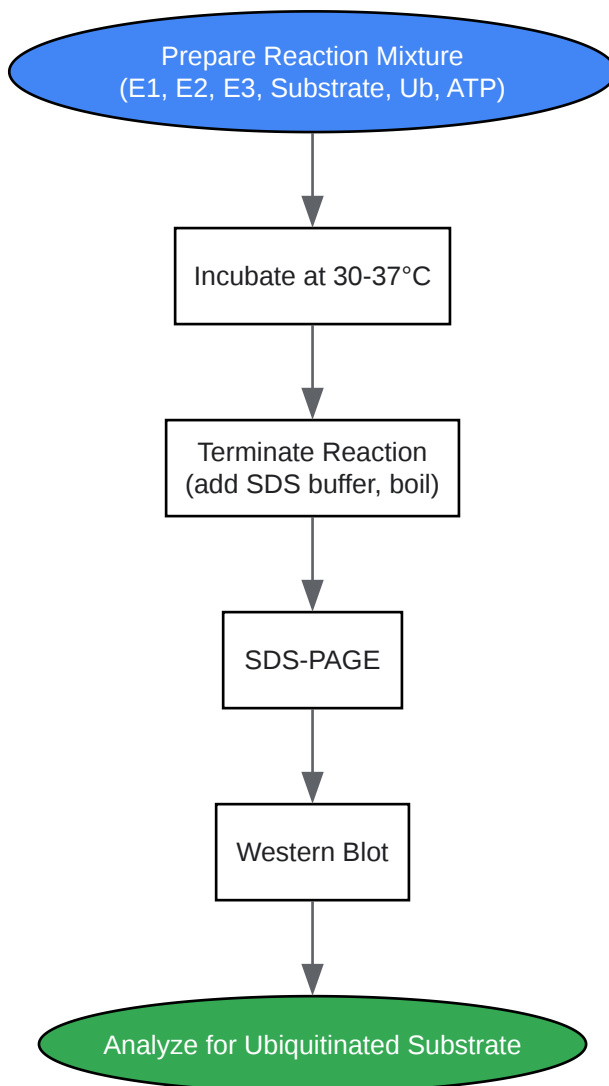 Prepare Reaction Mixture
(E1, E2, E3, Substrate, Ub, ATP)
Incubate at 30-37°C
Terminate Reaction
(add SDS buffer, boil)
SDS-PAGE
Western Blot
Analyze for Ubiquitinated Substrate